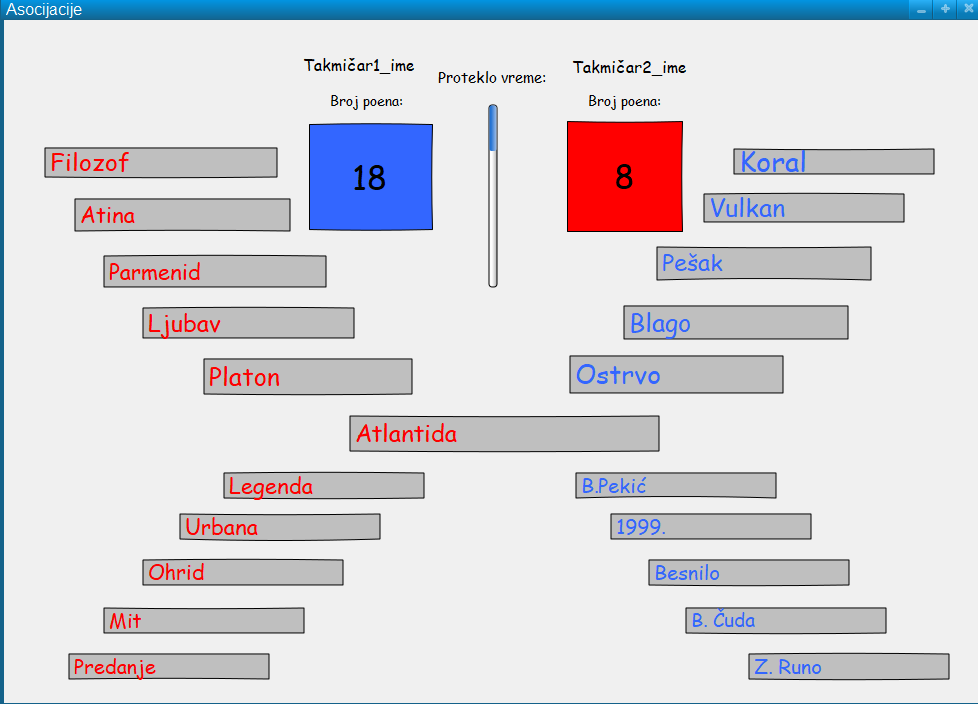 Asocijacije
Takmičar1_ime
Proteklo vreme:
Takmičar2_ime
Broj poena:
Broj poena:
18
8
Filozof
Koral
Atina
Vulkan
Parmenid
Pešak
Ljubav
Blago
Platon
Ostrvo
Atlantida
Legenda
B.Pekić
Urbana
1999.
Ohrid
Besnilo
Mit
B. Čuda
Predanje
Z. Runo